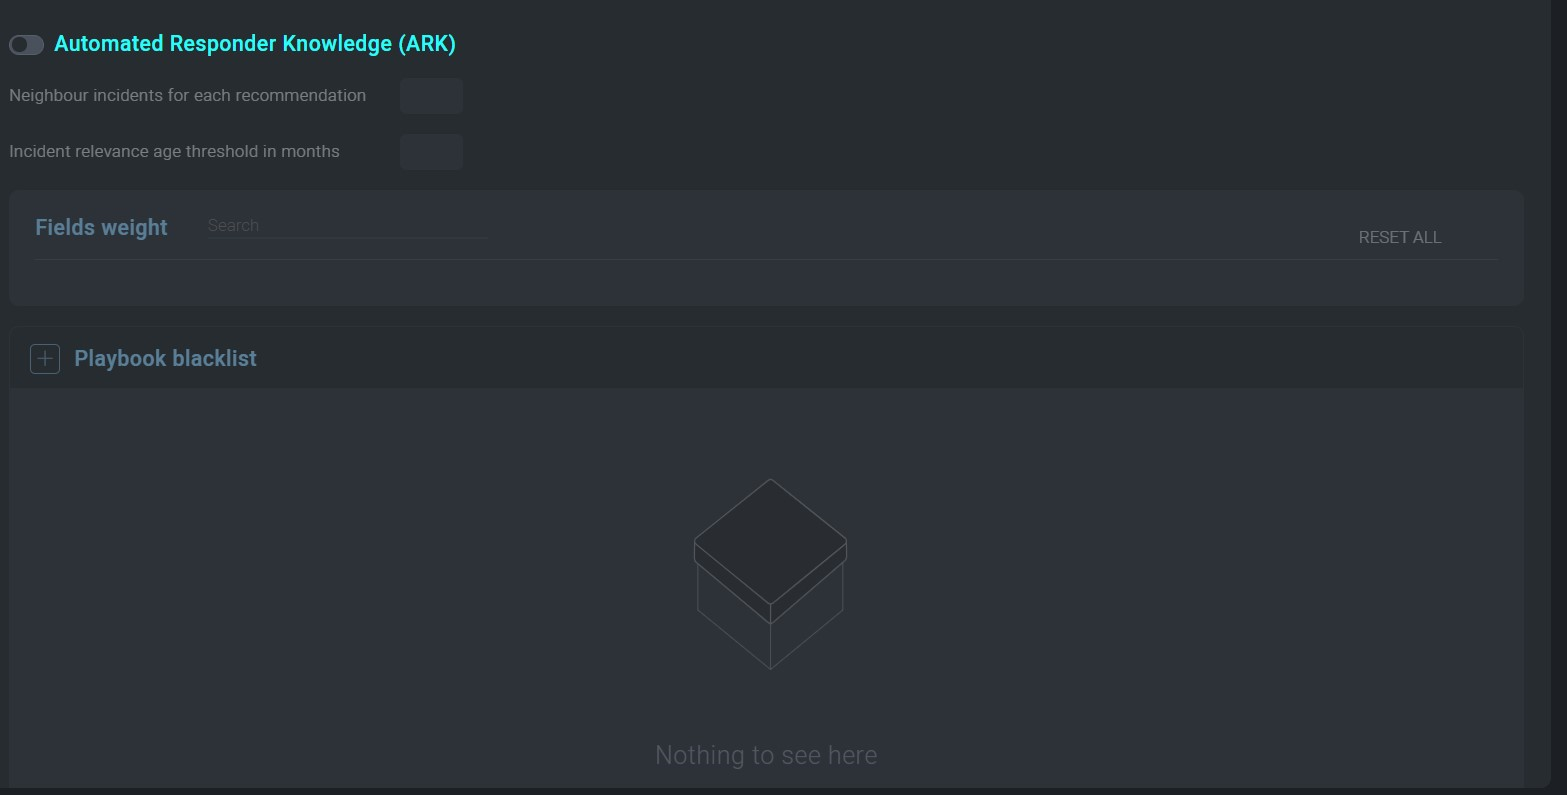 Automated Responder Knowledge (ARK)
Neighbour incidents for each recommendation
Incident relevance age threshold in months
Fields weight
Search
RESET ALL
Playbook blacklist
Nothing to see here